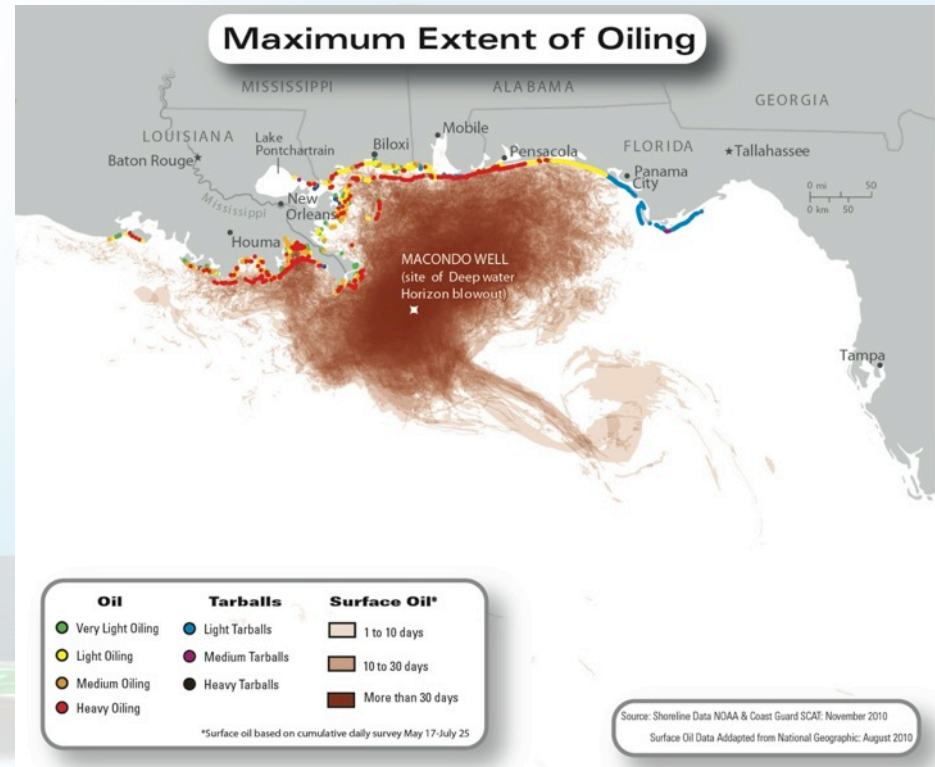 Maximum Extent of Oiling
MISSISSIPPI
ALABAMA
GEORGIA
LOUISIANA
Lake
Pontchartrain
Biloxi
Mobile
Pensacola
FLORIDA
Tallahassee
Baton Rouge
Panama
City
Mississippi
New
Orleans
0 mi 50
0 km 50
Houma
MACONDO WELL
(site of Deep water
Horizon blowout)
Tampa
Oil
Very Light Oiling
Light Oiling
Medium Oiling
Heavy Oiling
Tarballs
Light Tarballs
Medium Tarballs
Heavy Tarballs
Surface Oil*
1 to 10 days
10 to 30 days
More than 30 days
*Surface oil based on cumulative daily survey May 17-July 25
Source: Shoreline Data NOAA & Coast Guard SCAT: November 2010
Surface Oil Data Addapted from National Geographic: August 2010